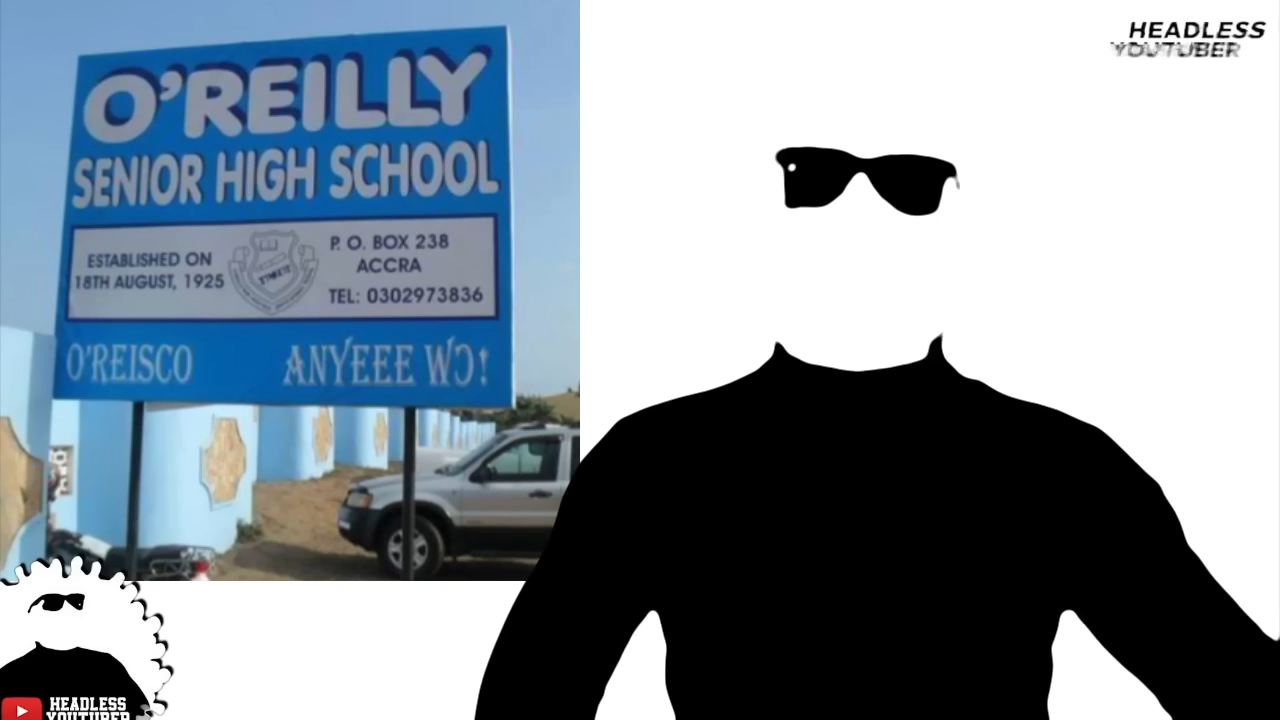 O'REILLY
SENIOR HIGH SCHOOL
ESTABLISHED ON
18TH AUGUST, 1925
P. O. BOX 238
ACCRA
TEL: 0302973836
O'REISCO
ANYEEE WƆ!
HEADLESS
YOUTUBER
HEADLESS
YOUTUBER